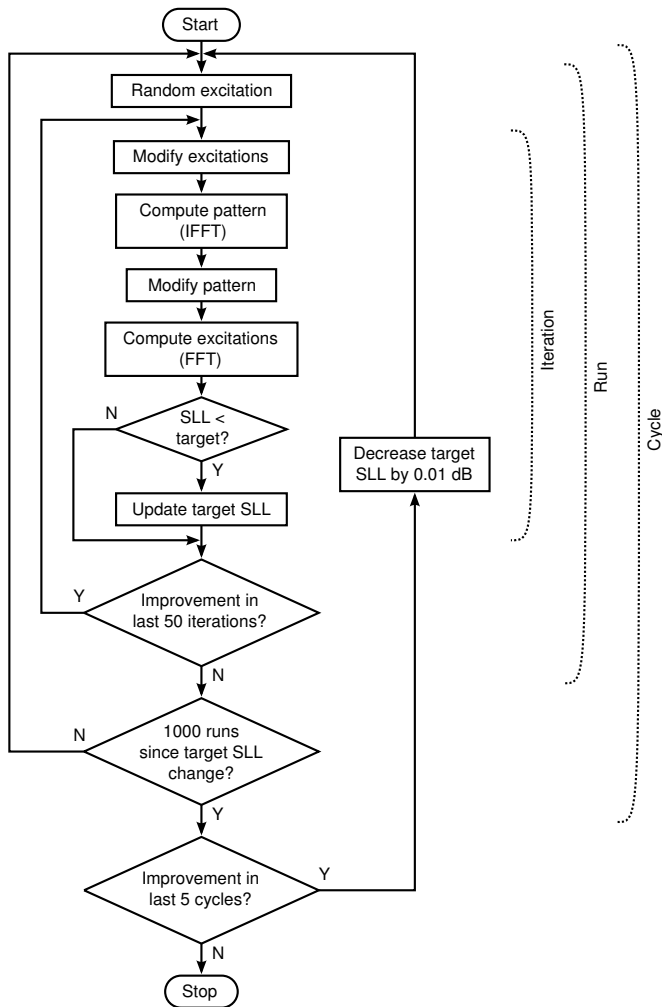 Start
Random excitation
Modify excitations
Compute pattern
(IFFT)
Modify pattern
Compute excitations
(FFT)
N
SLL <
target?
Y
Update target SLL
Y
Improvement in
last 50 iterations?
N
N
1000 runs
since target SLL
change?
Y
Improvement in
last 5 cycles?
Y
N
Stop
Decrease target
SLL by 0.01 dB
Iteration
Run
Cycle